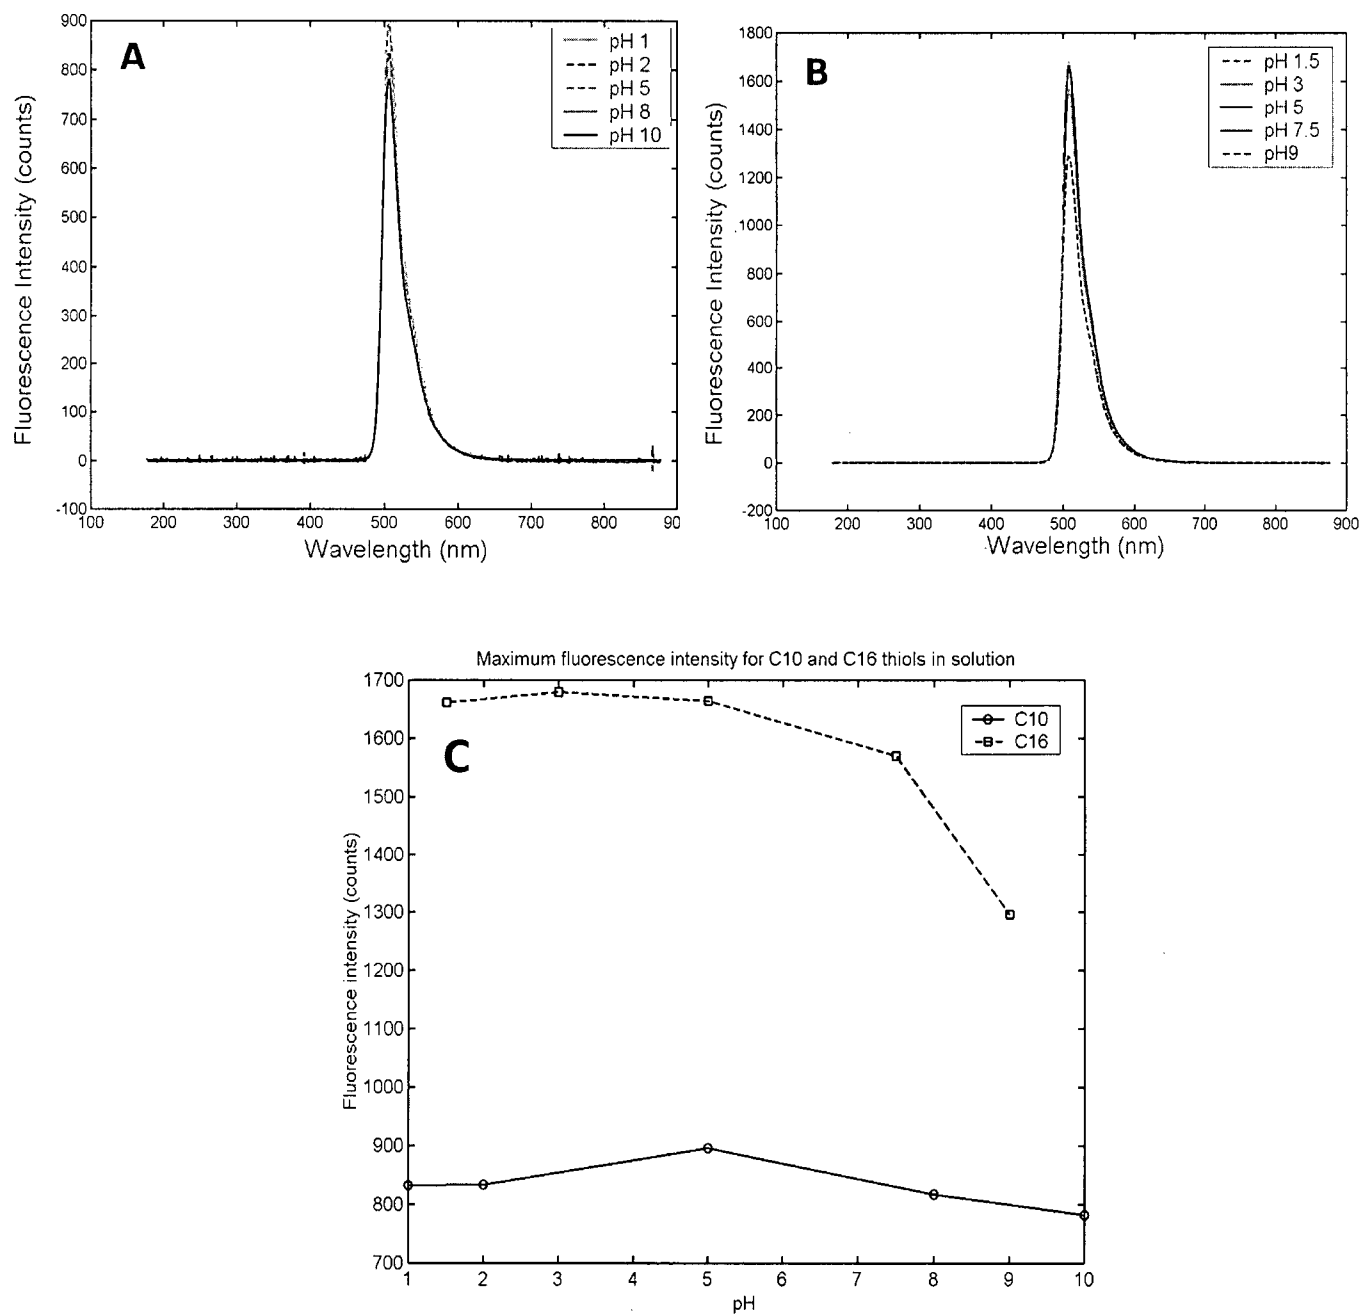 A
Fluorescence Intensity (counts)
900
800
700
600
500
400
300
200
100
0
-100
100 200 300 400 500 600 700 800 90
Wavelength (nm)
pH 1
pH 2
pH 5
pH 8
pH 10
B
Fluorescence Intensity (counts)
1800
1600
1400
1200
1000
800
600
400
200
0
-200
100 200 300 400 500 600 700 800 900
Wavelength (nm)
pH 1.5
pH 3
pH 5
pH 7.5
pH9
Maximum fluorescence intensity for C10 and C16 thiols in solution
C
Fluorescence intensity (counts)
1700
1600
1500
1400
1300
1200
1100
1000
900
800
700
1 2 3 4 5 6 7 8 9 10
pH
C10
C16